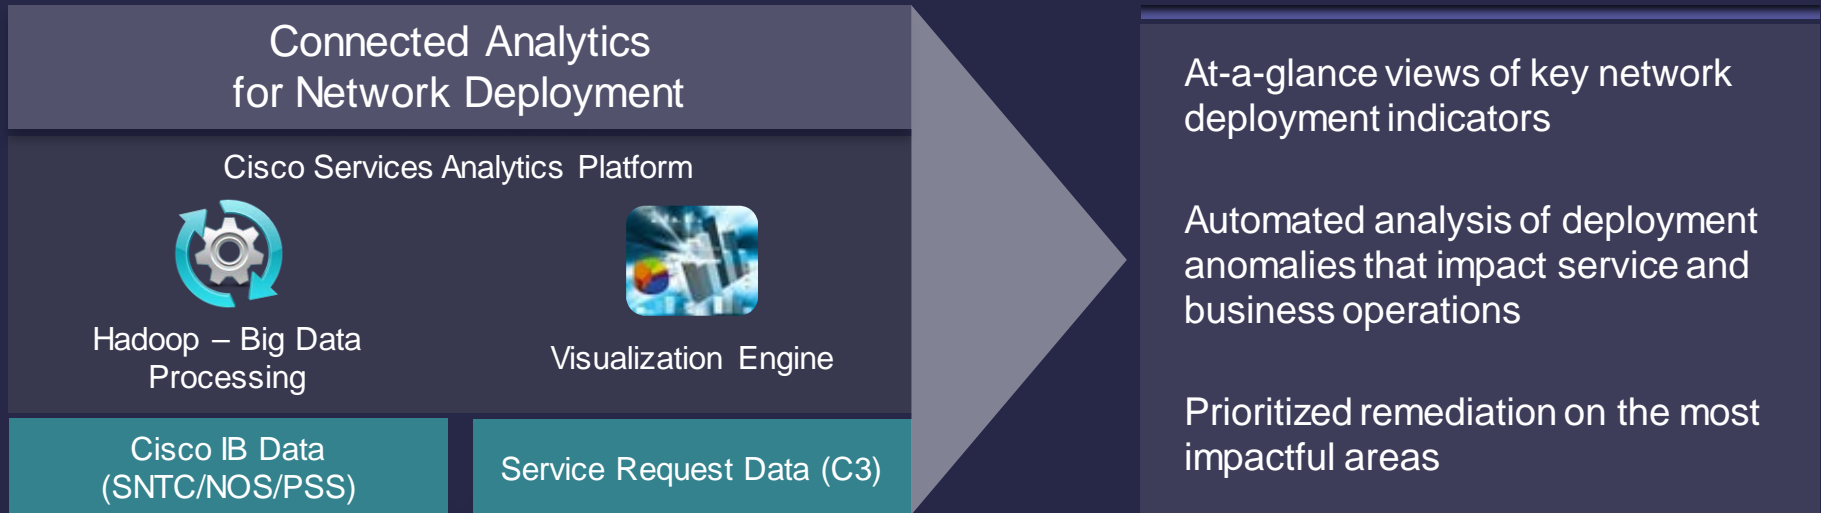 Connected Analytics
for Network Deployment
Cisco Services Analytics Platform
Hadoop – Big Data
Processing
Visualization Engine
Cisco IB Data
(SNTC/NOS/PSS)
Service Request Data (C3)
At-a-glance views of key network
deployment indicators
Automated analysis of deployment
anomalies that impact service and
business operations
Prioritized remediation on the most
impactful areas